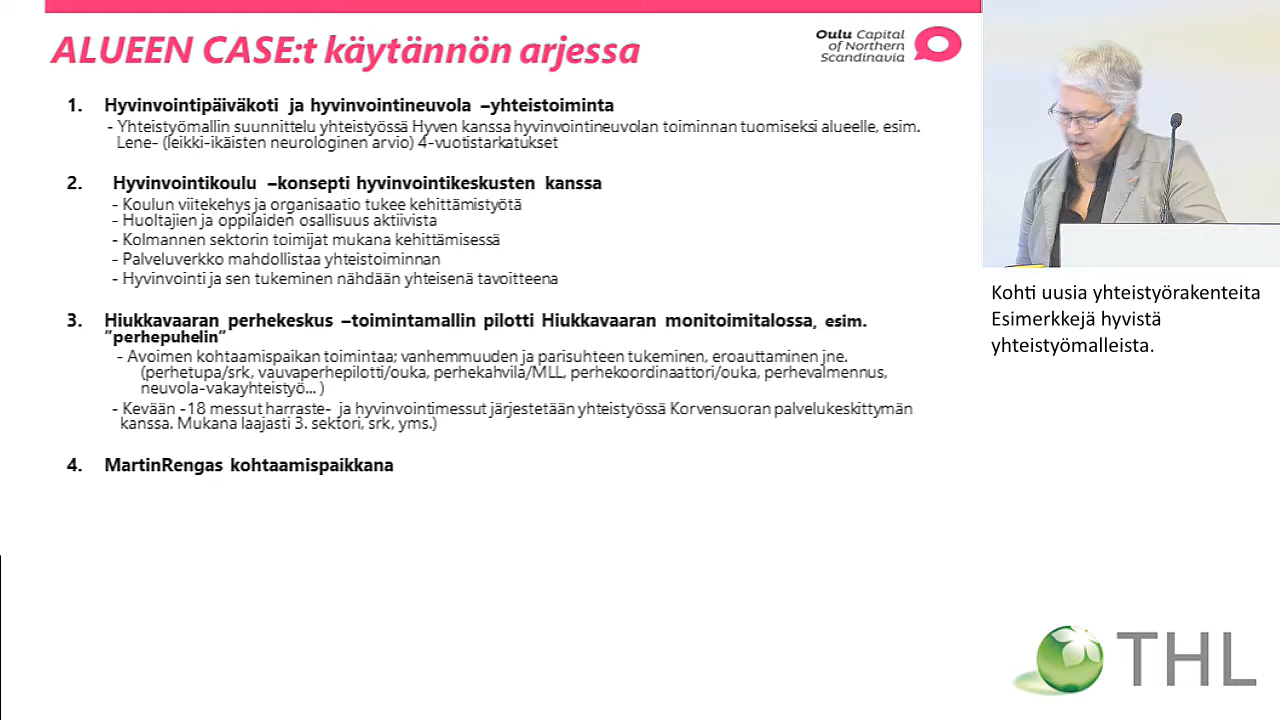 ALUEEN CASE:t käytännön arjessa
Oulu Capital
of Northern
Scandinavia
1. Hyvinvointipäiväkoti ja hyvinvointineuvola –yhteistoiminta
- Yhteistyömallin suunnittelu yhteistyössä Hyven kanssa hyvinvointineuvolan toiminnan tuomiseksi alueelle, esim.
Lene- (leikki-ikäisten neurologinen arvio) 4-vuotistarkatukset
2. Hyvinvointikoulu –konsepti hyvinvointikeskusten kanssa
- Koulun viitekehys ja organisaatio tukee kehittämistyötä
- Huoltajien ja oppilaiden osallisuus aktiivista
- Kolmannen sektorin toimijat mukana kehittämisessä
- Palveluverkko mahdollistaa yhteistoiminnan
- Hyvinvointi ja sen tukeminen nähdään yhteisenä tavoitteena
3. Hiukkavaaran perhekeskus –toimintamallin pilotti Hiukkavaaran monitoimitalossa, esim.
"perhepuhelin"
- Avoimen kohtaamispaikan toimintaa; vanhemmuuden ja parisuhteen tukeminen, eroauttaminen jne.
(perhetupa/srk, vauvaperhepilotti/ouka, perhekahvila/MLL, perhekoordinaattori/ouka, perhevalmennus,
neuvola-vakayhteistyö... )
- Kevään -18 messut harraste- ja hyvinvointimessut järjestetään yhteistyössä Korvensuoran palvelukeskittymän
kanssa. Mukana laajasti 3. sektori, srk, yms.)
4. MartinRengas kohtaamispaikkana
Kohti uusia yhteistyörakenteita
Esimerkkejä hyvistä
yhteistyömalleista.
THL